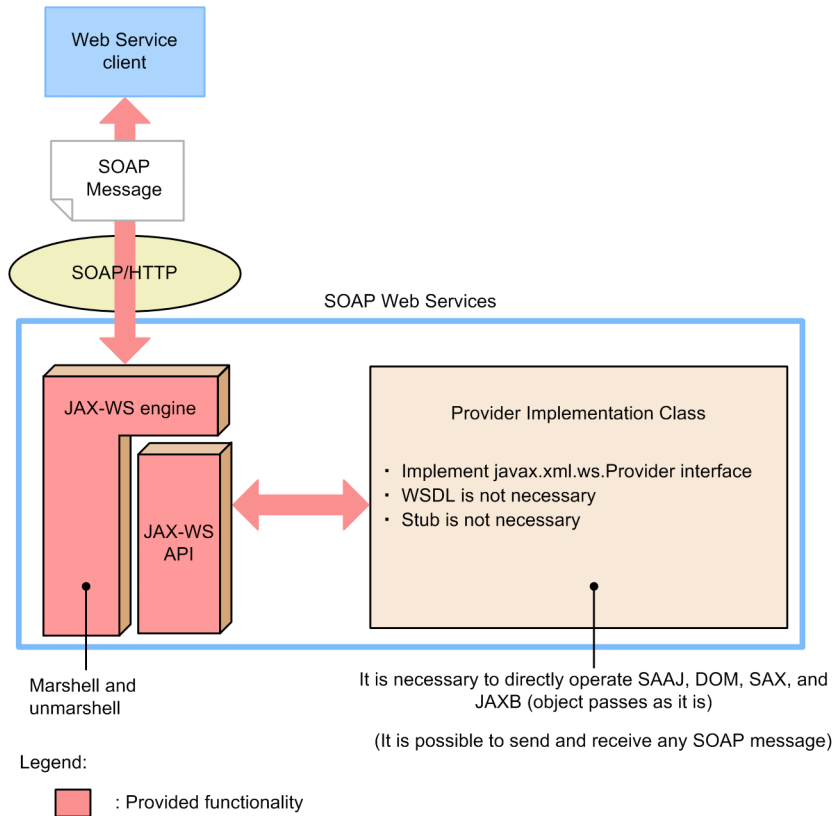 Web Service
client
SOAP
Message
SOAP/HTTP
SOAP Web Services
JAX-WS engine
JAX-WS
API
Provider Implementation Class
・ Implement javax.xml.ws.Provider interface
・ WSDL is not necessary
・ Stub is not necessary
Marshell and
unmarshell
It is necessary to directly operate SAAJ, DOM, SAX, and
JAXB (object passes as it is)
(It is possible to send and receive any SOAP message)
Legend:
: Provided functionality